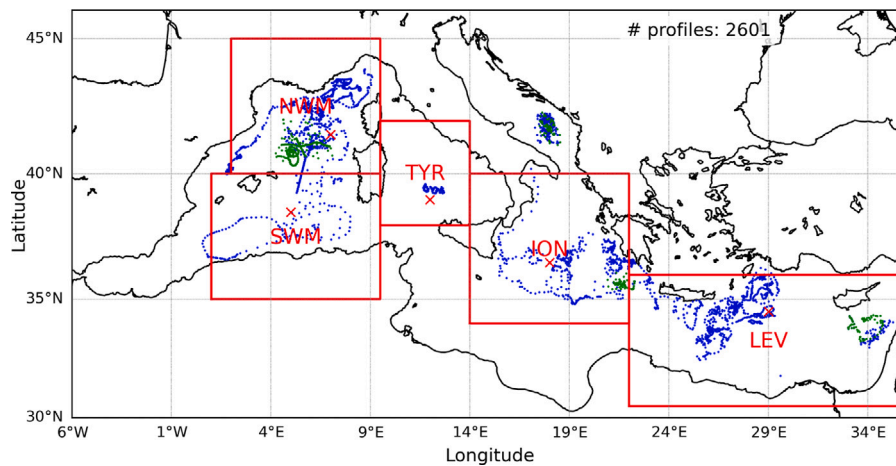 # profiles: 2601
45°N
40°N
35°N
30°N
Latitude
NWM
TYR
SWM
ION
LEV
6°W 1°W 4°E 9°E 14°E 19°E 24°E 29°E 34°E
Longitude